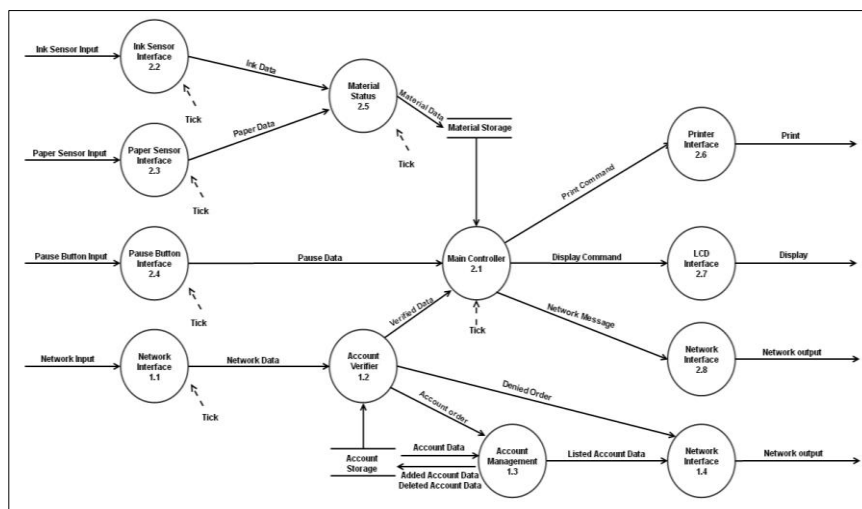 Ink Sensor Input
Ink Sensor
Interface
2.2
Ink Data
Tick
Material
Status
2.5
Material Data
Material Storage
Tick
Paper Sensor Input
Paper Sensor
Interface
2.3
Paper Data
Tick
Printer
Interface
2.6
Print
Print Command
Pause Button Input
Pause Button
Interface
2.4
Pause Data
Tick
Main Controller
2.1
Tick
Display Command
LCD
Interface
2.7
Display
Network Message
Network
Interface
2.8
Network output
Verified Data
Network Input
Network
Interface
1.1
Network Data
Tick
Account
Verifier
1.2
Denied Order
Account order
Account
Storage
Account Data
Added Account Data
Deleted Account Data
Account
Management
1.3
Listed Account Data
Network
Interface
1.4
Network output